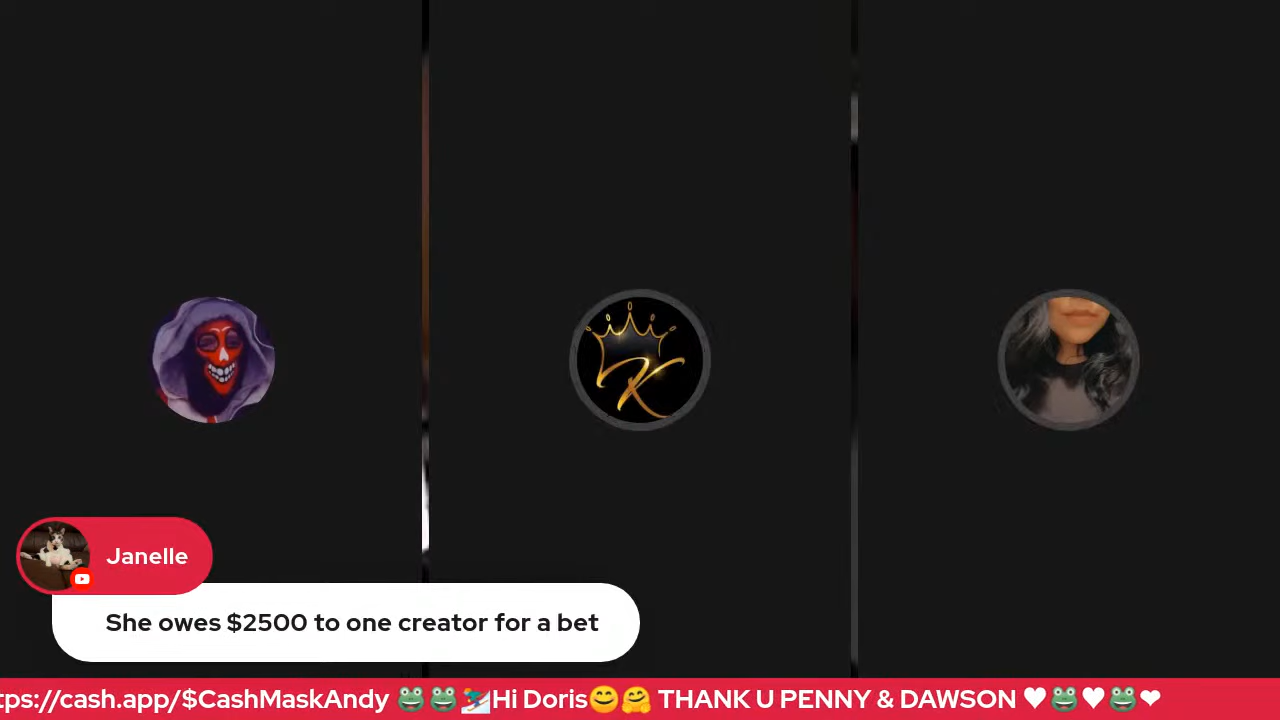 K
Janelle
She owes $2500 to one creator for a bet
tps://cash.app/$CashMaskAndy 🐸🐸⛷Hi Doris😊🤗 THANK U PENNY & DAWSON ♥🐸♥🐸❤